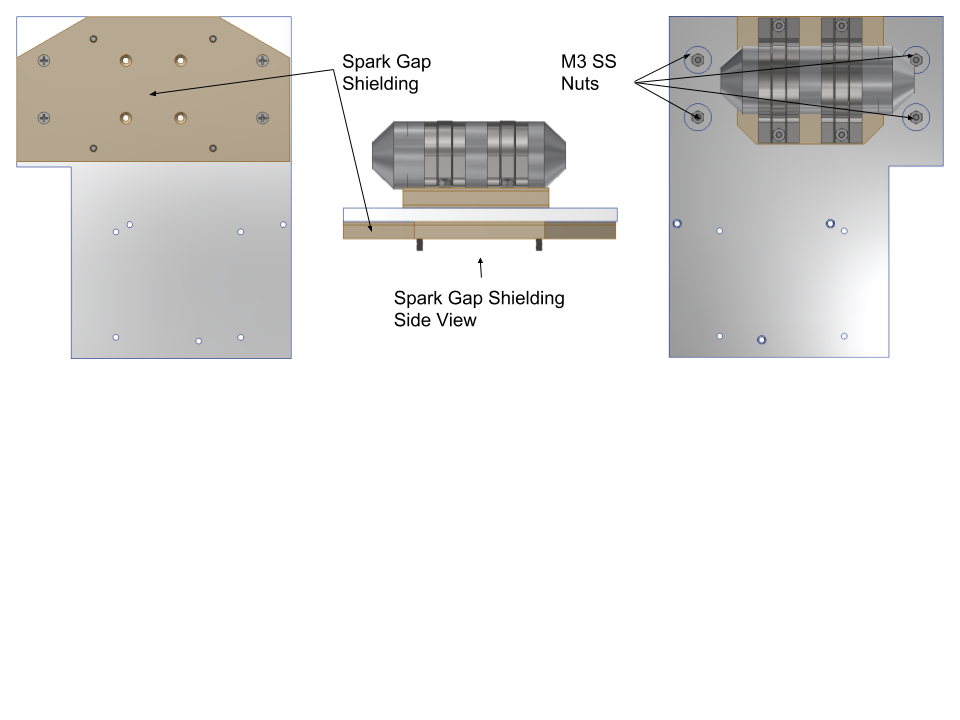 Spark Gap
Shielding
M3 SS
Nuts
Spark Gap Shielding
Side View